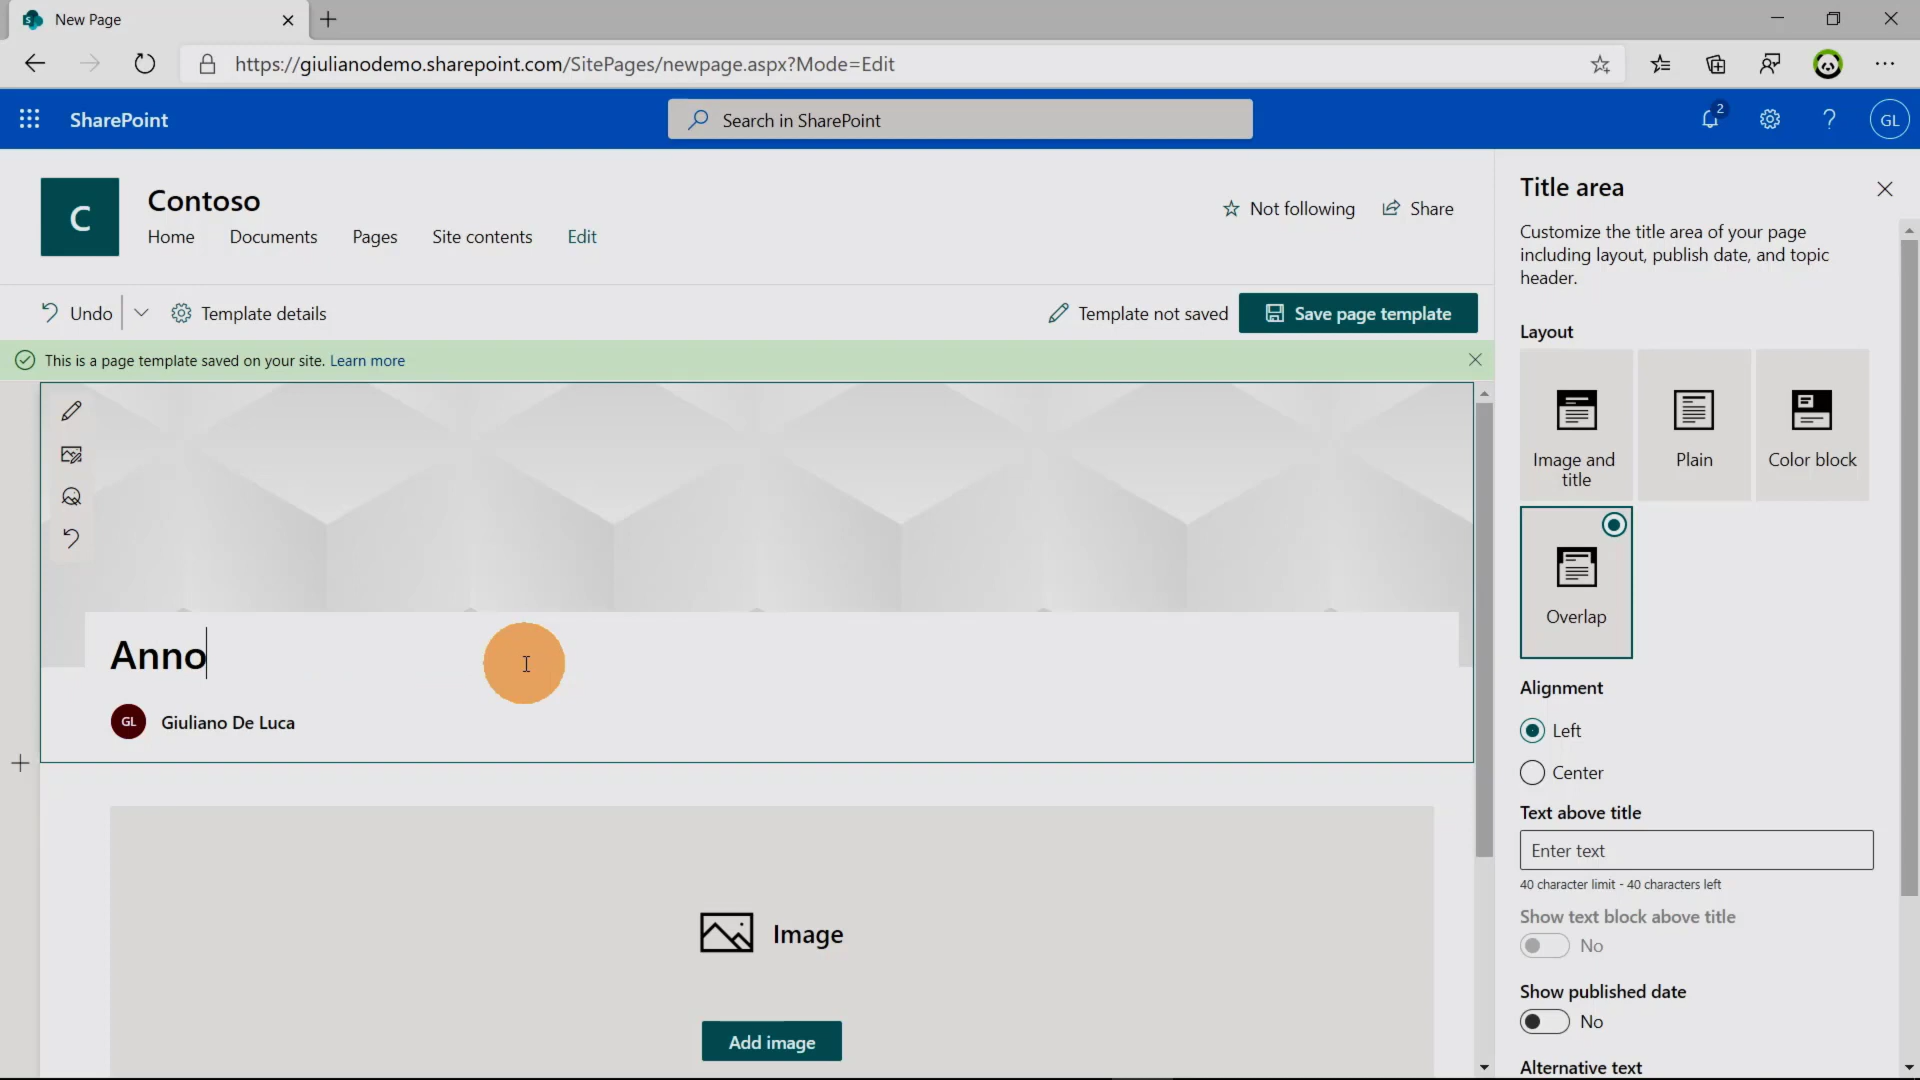 New Page
https://giulianodemo.sharepoint.com/SitePages/newpage.aspx?Mode=Edit
SharePoint
Search in SharePoint
2
GL
C
Contoso
Home Documents Pages Site contents Edit
Not following Share
Undo Template details
Template not saved Save page template
This is a page template saved on your site. Learn more
Anno
GL Giuliano De Luca
Image
Add image
Title area
Customize the title area of your page
including layout, publish date, and topic
header.
Layout
Image and
title
Plain
Color block
Overlap
Alignment
Left
Center
Text above title
Enter text
40 character limit - 40 characters left
Show text block above title
No
Show published date
No
Alternative text